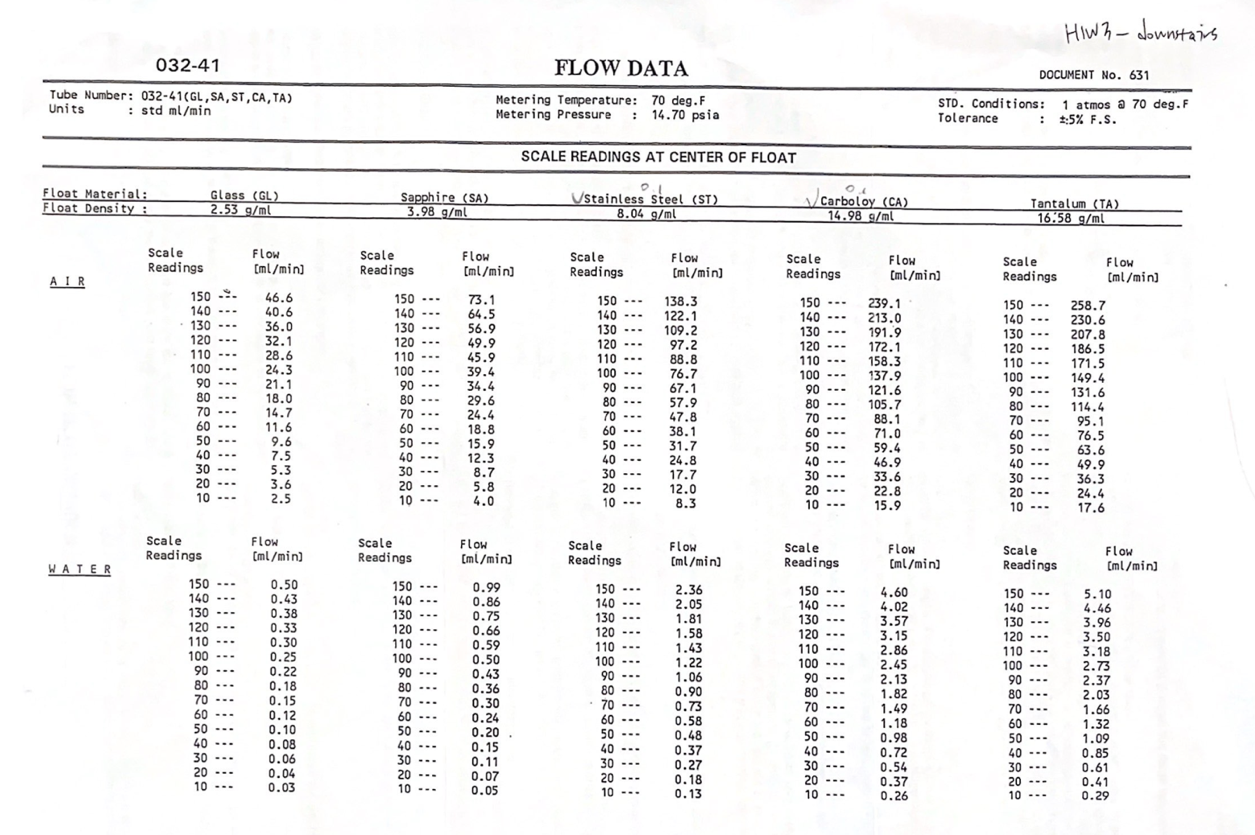 HW3 - downstairs
032-41 FLOW DATA DOCUMENT No. 631
Tube Number: 032-41(GL,SA,ST,CA,TA) Metering Temperature: 70 deg.F STD. Conditions: 1 atmos @ 70 deg.F
Units : std ml/min Metering Pressure : 14.70 psia Tolerance : ±5% F.S.
SCALE READINGS AT CENTER OF FLOAT
Float Material: Glass (GL) Sapphire (SA) Stainless Steel (ST) Carboloy (CA) Tantalum (TA)
Float Density : 2.53 g/ml 3.98 g/ml 8.04 g/ml 14.98 g/ml 16.58 g/ml
Scale Flow Scale Flow Scale Flow Scale Flow Scale Flow
Readings [ml/min] Readings [ml/min] Readings [ml/min] Readings [ml/min] Readings [ml/min]
A I R
150 --- 46.6 150 --- 73.1 150 --- 138.3 150 --- 239.1 150 --- 258.7
140 --- 40.6 140 --- 64.5 140 --- 122.1 140 --- 213.0 140 --- 230.6
130 --- 36.0 130 --- 56.9 130 --- 109.2 130 --- 191.9 130 --- 207.8
120 --- 32.1 120 --- 49.9 120 --- 97.2 120 --- 172.1 120 --- 186.5
110 --- 28.6 110 --- 45.9 110 --- 88.8 110 --- 158.3 110 --- 171.5
100 --- 24.3 100 --- 39.4 100 --- 76.7 100 --- 137.9 100 --- 149.4
90 --- 21.1 90 --- 34.4 90 --- 67.1 90 --- 121.6 90 --- 131.6
80 --- 18.0 80 --- 29.6 80 --- 57.9 80 --- 105.7 80 --- 114.4
70 --- 14.7 70 --- 24.4 70 --- 47.8 70 --- 88.1 70 --- 95.1
60 --- 11.6 60 --- 18.8 60 --- 38.1 60 --- 71.0 60 --- 76.5
50 --- 9.6 50 --- 15.9 50 --- 31.7 50 --- 59.4 50 --- 63.6
40 --- 7.5 40 --- 12.3 40 --- 24.8 40 --- 46.9 40 --- 49.9
30 --- 5.3 30 --- 8.7 30 --- 17.7 30 --- 33.6 30 --- 36.3
20 --- 3.6 20 --- 5.8 20 --- 12.0 20 --- 22.8 20 --- 24.4
10 --- 2.5 10 --- 4.0 10 --- 8.3 10 --- 15.9 10 --- 17.6
Scale Flow Scale Flow Scale Flow Scale Flow Scale Flow
Readings [ml/min] Readings [ml/min] Readings [ml/min] Readings [ml/min] Readings [ml/min]
W A T E R
150 --- 0.50 150 --- 0.99 150 --- 2.36 150 --- 4.60 150 --- 5.10
140 --- 0.43 140 --- 0.86 140 --- 2.05 140 --- 4.02 140 --- 4.46
130 --- 0.38 130 --- 0.75 130 --- 1.81 130 --- 3.57 130 --- 3.96
120 --- 0.33 120 --- 0.66 120 --- 1.58 120 --- 3.15 120 --- 3.50
110 --- 0.30 110 --- 0.59 110 --- 1.43 110 --- 2.86 110 --- 3.18
100 --- 0.25 100 --- 0.50 100 --- 1.22 100 --- 2.45 100 --- 2.73
90 --- 0.22 90 --- 0.43 90 --- 1.06 90 --- 2.13 90 --- 2.37
80 --- 0.18 80 --- 0.36 80 --- 0.90 80 --- 1.82 80 --- 2.03
70 --- 0.15 70 --- 0.30 70 --- 0.73 70 --- 1.49 70 --- 1.66
60 --- 0.12 60 --- 0.24 60 --- 0.58 60 --- 1.18 60 --- 1.32
50 --- 0.10 50 --- 0.20 50 --- 0.48 50 --- 0.98 50 --- 1.09
40 --- 0.08 40 --- 0.15 40 --- 0.37 40 --- 0.72 40 --- 0.85
30 --- 0.06 30 --- 0.11 30 --- 0.27 30 --- 0.54 30 --- 0.61
20 --- 0.04 20 --- 0.07 20 --- 0.18 20 --- 0.37 20 --- 0.41
10 --- 0.03 10 --- 0.05 10 --- 0.13 10 --- 0.26 10 --- 0.29